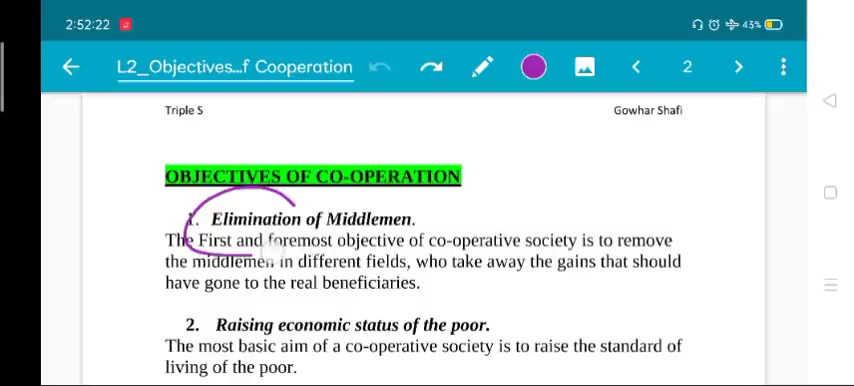 2:52:22 43%
L2_Objectives...f Cooperation 2
Triple S Gowhar Shafi
OBJECTIVES OF CO-OPERATION
1. Elimination of Middlemen.
The First and foremost objective of co-operative society is to remove
the middlemen in different fields, who take away the gains that should
have gone to the real beneficiaries.
2. Raising economic status of the poor.
The most basic aim of a co-operative society is to raise the standard of
living of the poor.